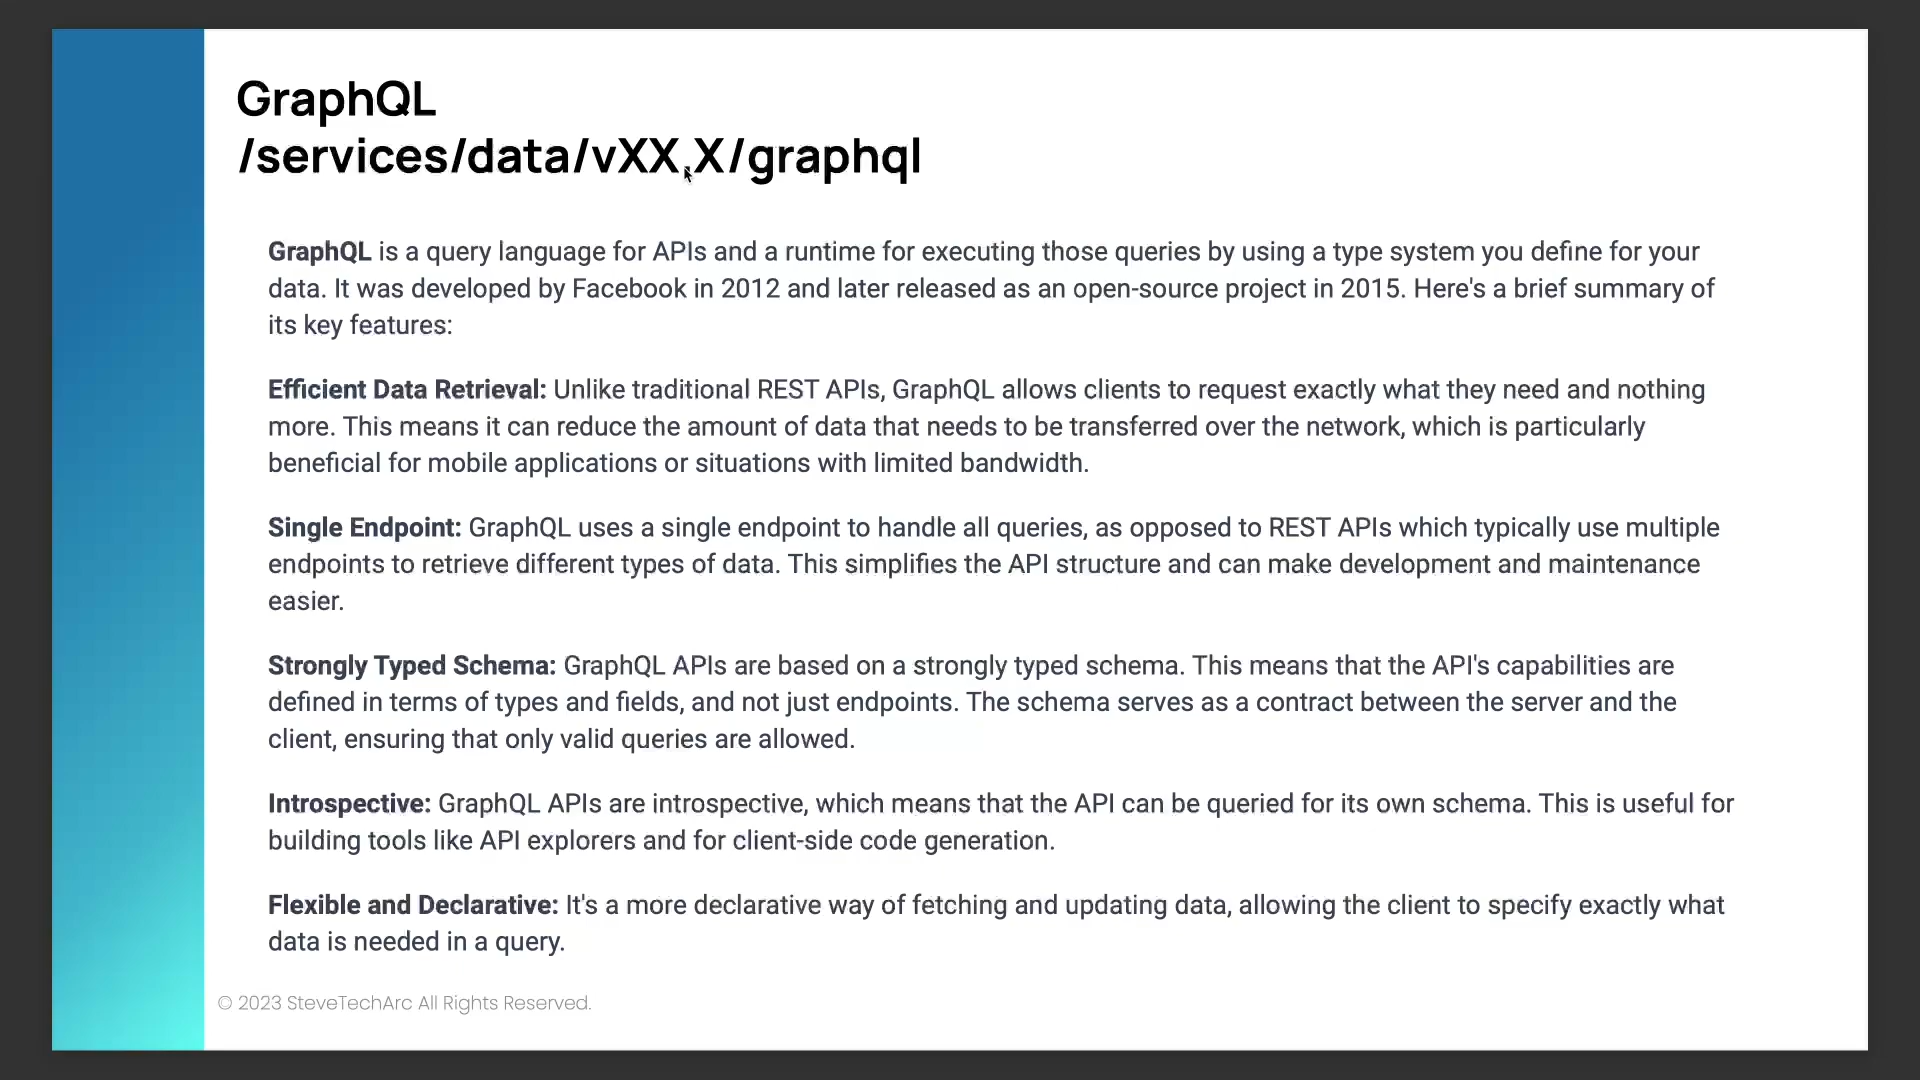 GraphQL
/services/data/vXX.X/graphql
GraphQL is a query language for APIs and a runtime for executing those queries by using a type system you define for your
data. It was developed by Facebook in 2012 and later released as an open-source project in 2015. Here's a brief summary of
its key features:
Efficient Data Retrieval: Unlike traditional REST APIs, GraphQL allows clients to request exactly what they need and nothing
more. This means it can reduce the amount of data that needs to be transferred over the network, which is particularly
beneficial for mobile applications or situations with limited bandwidth.
Single Endpoint: GraphQL uses a single endpoint to handle all queries, as opposed to REST APIs which typically use multiple
endpoints to retrieve different types of data. This simplifies the API structure and can make development and maintenance
easier.
Strongly Typed Schema: GraphQL APIs are based on a strongly typed schema. This means that the API's capabilities are
defined in terms of types and fields, and not just endpoints. The schema serves as a contract between the server and the
client, ensuring that only valid queries are allowed.
Introspective: GraphQL APIs are introspective, which means that the API can be queried for its own schema. This is useful for
building tools like API explorers and for client-side code generation.
Flexible and Declarative: It's a more declarative way of fetching and updating data, allowing the client to specify exactly what
data is needed in a query.
© 2023 SteveTechArc All Rights Reserved.